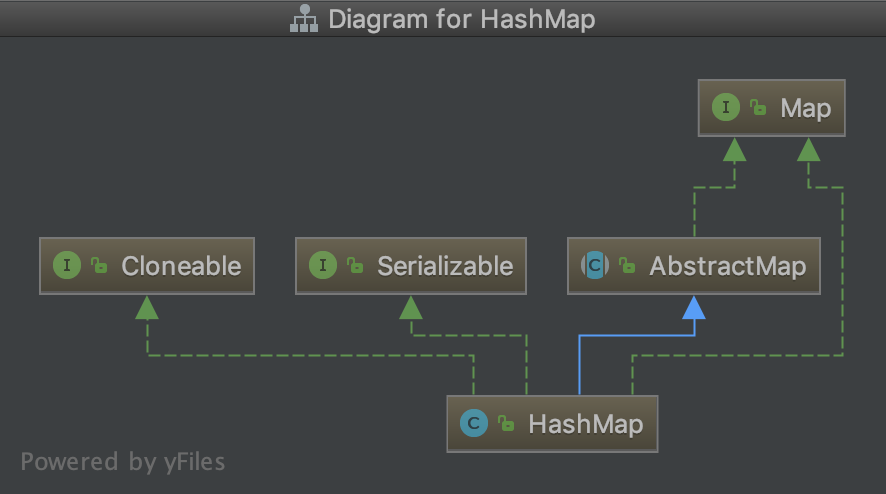 Diagram for HashMap
I Map
I Cloneable
I Serializable
C AbstractMap
C HashMap
Powered by yFiles